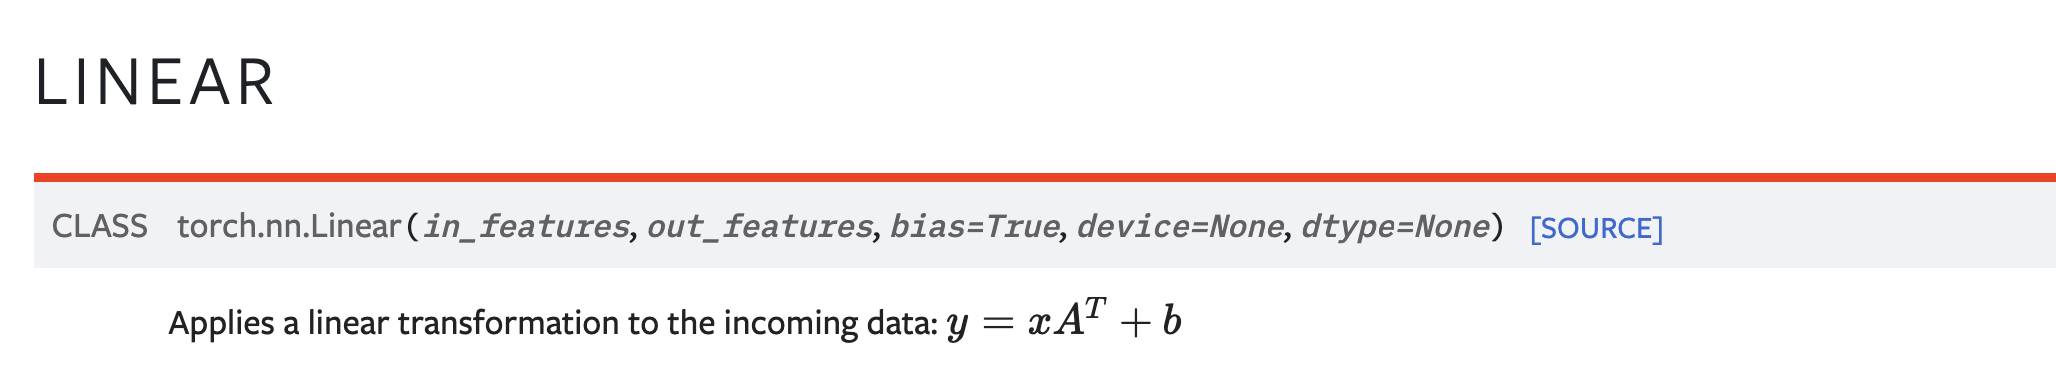 LINEAR
CLASS torch.nn.Linear(in_features, out_features, bias=True, device=None, dtype=None) [SOURCE]
Applies a linear transformation to the incoming data: y = xA^T + b